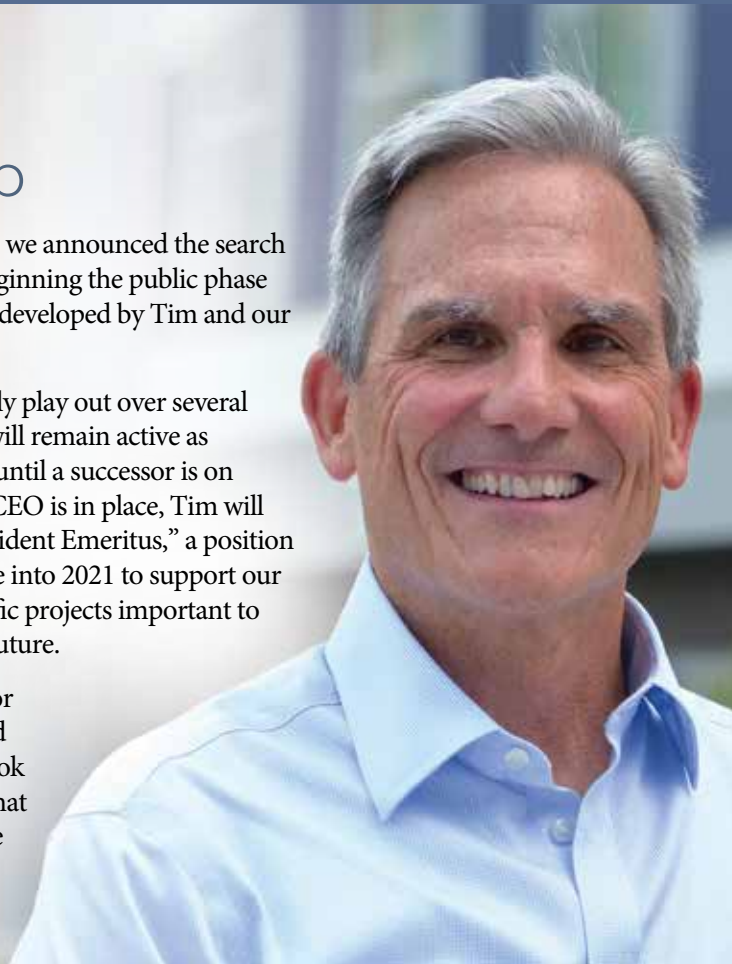 O
we announced the search
ginning the public phase
developed by Tim and our
ly play out over several
will remain active as
until a successor is on
CEO is in place, Tim will
ident Emeritus,” a position
e into 2021 to support our
fic projects important to
uture.
or
d
ok
hat
e